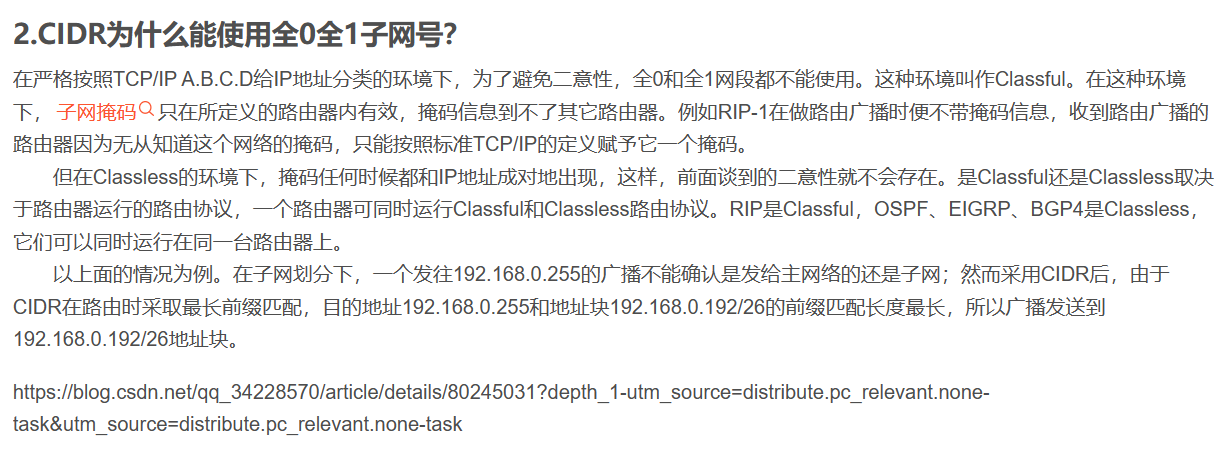 2.CIDR为什么能使用全0全1子网号？
在严格按照TCP/IP A.B.C.D给IP地址分类的环境下，为了避免二意性，全0和全1网段都不能使用。这种环境叫作Classful。在这种环境
下， 子网掩码只在所定义的路由器内有效，掩码信息到不了其它路由器。例如RIP-1在做路由广播时便不带掩码信息，收到路由广播的
路由器因为无从知道这个网络的掩码，只能按照标准TCP/IP的定义赋予它一个掩码。
但在Classless的环境下，掩码任何时候都和IP地址成对地出现，这样，前面谈到的二意性就不会存在。是Classful还是Classless取决
于路由器运行的路由协议，一个路由器可同时运行Classful和Classless路由协议。RIP是Classful，OSPF、EIGRP、BGP4是Classless，
它们可以同时运行在同一台路由器上。
以上面的情况为例。在子网划分下，一个发往192.168.0.255的广播不能确认是发给主网络的还是子网；然而采用CIDR后，由于
CIDR在路由时采取最长前缀匹配，目的地址192.168.0.255和地址块192.168.0.192/26的前缀匹配长度最长，所以广播发送到
192.168.0.192/26地址块。
https://blog.csdn.net/qq_34228570/article/details/80245031?depth_1-utm_source=distribute.pc_relevant.none-
task&utm_source=distribute.pc_relevant.none-task